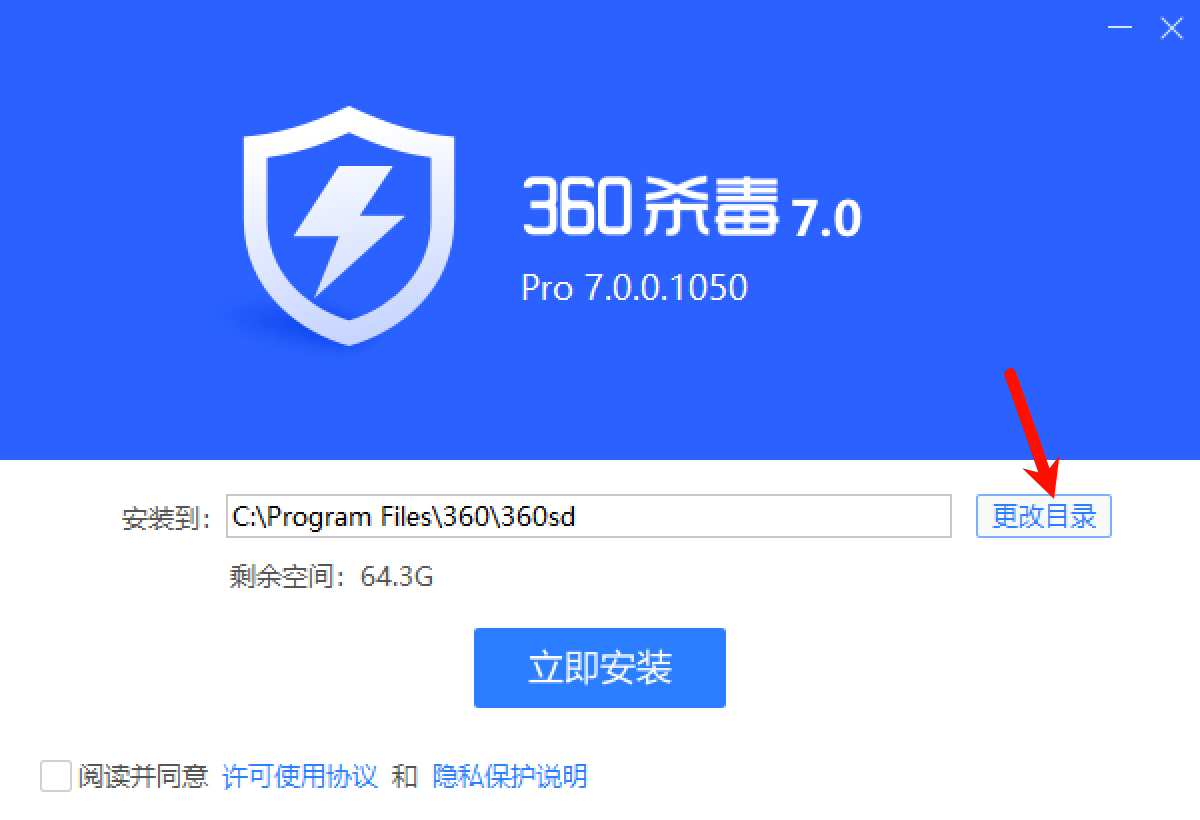 360杀毒 7.0
Pro 7.0.0.1050
安装到： C:\Program Files\360\360sd 更改目录
剩余空间：64.3G
立即安装
阅读并同意 许可使用协议 和 隐私保护说明